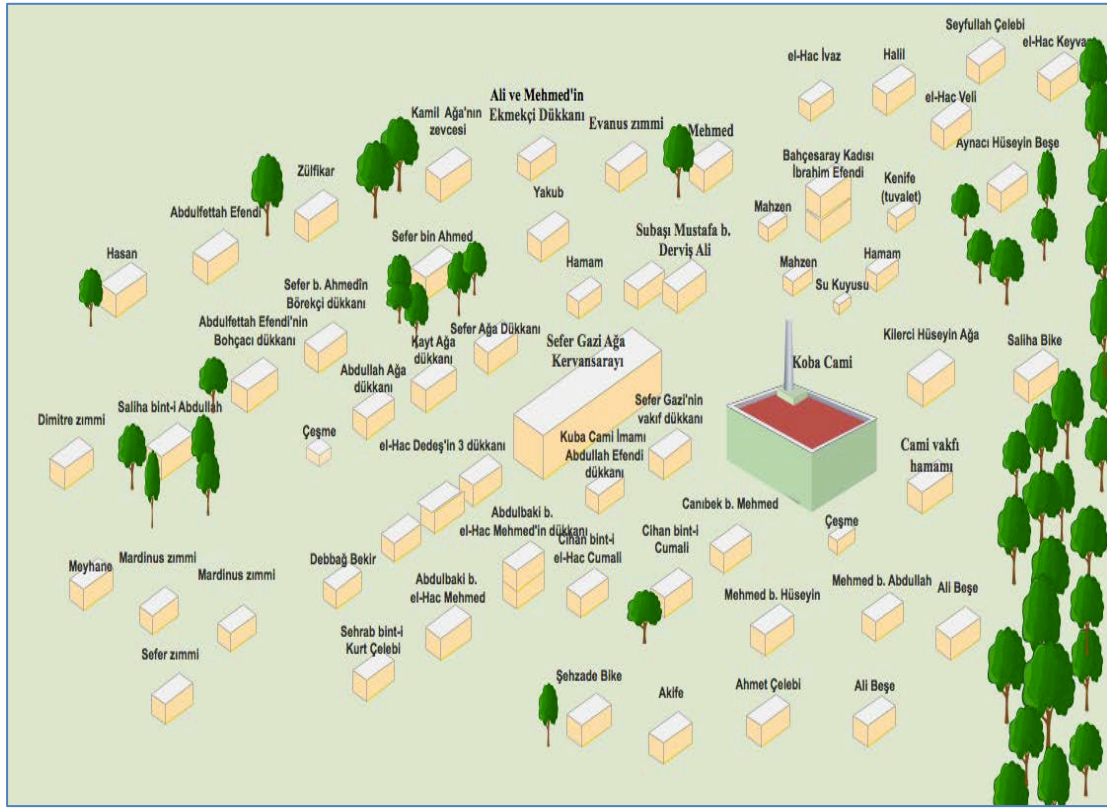 Seyfullah Çelebi
el-Hac Keyvan
el-Hac İvaz
Halil
el-Hac Veli
Aynacı Hüseyin Beşe
Ali ve Mehmed'in
Ekmekçi Dükkanı
Kamil Ağa'nın
zevcesi
Evanus zımmi
Mehmed
Bahçesaray Kadısı
İbrahim Efendi
Kenife
(tuvalet)
Mahzen
Zülfikar
Abdulfettah Efendi
Hasan
Yakub
Sefer bin Ahmed
Subaşı Mustafa b.
Derviş Ali
Hamam
Mahzen
Hamam
Su Kuyusu
Sefer b. Ahmedin
Börekçi dükkanı
Abdulfettah Efendi'nin
Bohçacı dükkanı
Kayt Ağa
dükkanı
Sefer Ağa Dükkanı
Sefer Gazi Ağa
Kervansarayı
Koba Cami
Kilerci Hüseyin Ağa
Saliha Bike
Abdullah Ağa
dükkanı
Dimitre zımmi
Saliha bint-i Abdullah
Çeşme
el-Hac Dedeş'in 3 dükkanı
Sefer Gazi'nin
vakıf dükkanı
Kuba Cami İmamı
Abdullah Efendi
dükkanı
Cami vakfı
hamamı
Canıbek b. Mehmed
Çeşme
Abdulbaki b.
el-Hac Mehmed'in dükkanı
Cihan bint-i
el-Hac Cumali
Cihan bint-i
Cumali
Debbağ Bekir
Meyhane
Mardinus zımmi
Mardinus zımmi
Sefer zımmi
Abdulbaki b.
el-Hac Mehmed
Sehrab bint-i
Kurt Çelebi
Mehmed b. Hüseyin
Mehmed b. Abdullah
Ali Beşe
Şehzade Bike
Akife
Ahmet Çelebi
Ali Beşe